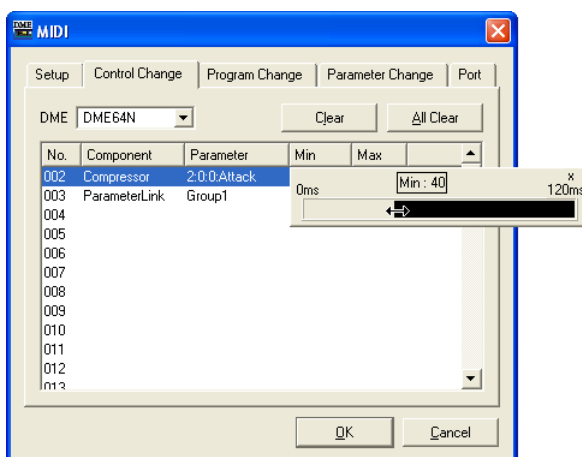 DME MIDI
Setup Control Change Program Change Parameter Change Port
DME DME64N Clear All Clear
No. Component Parameter Min Max
002 Compressor 2:0:0:Attack
0ms Min : 40 x 120ms
003 ParameterLink Group1
004
005
006
007
008
009
010
011
012
013
OK Cancel